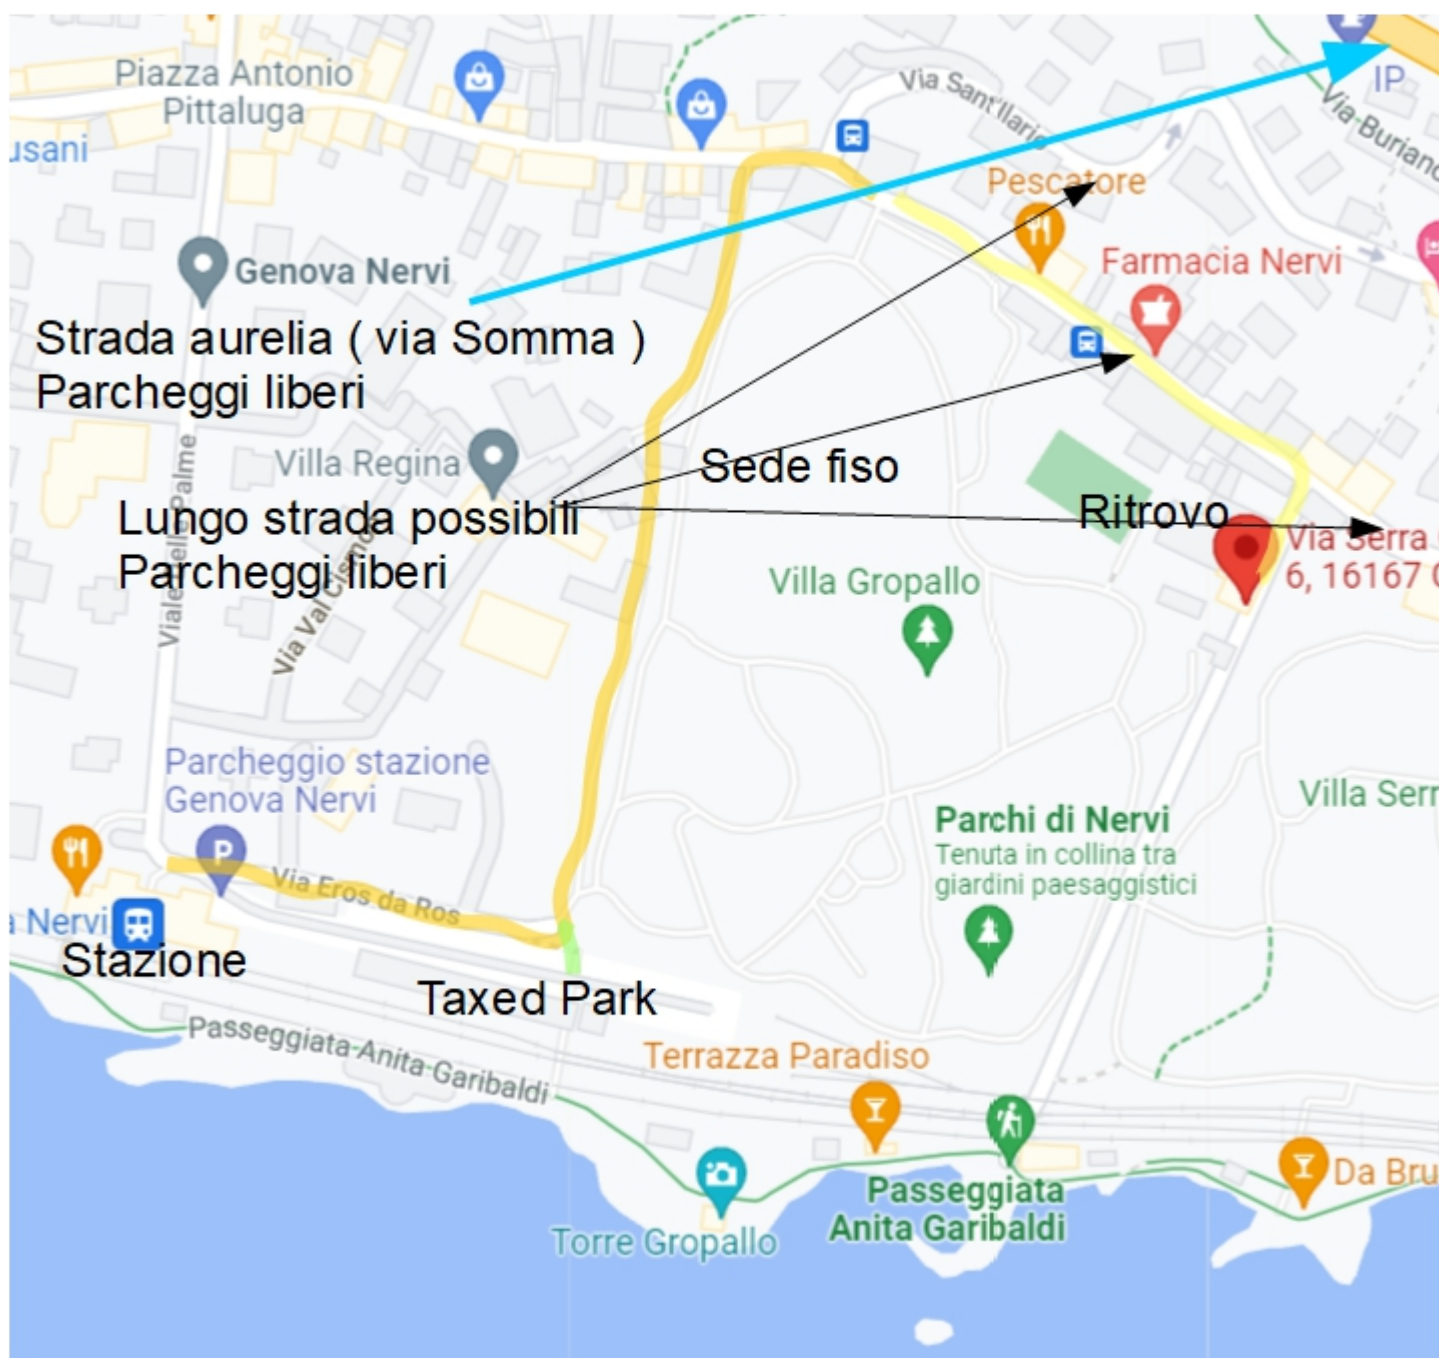 Piazza Antonio
Pittaluga
usani
Via Sant'Ilario
IP
Via Buriano
Pescatore
Farmacia Nervi
Genova Nervi
Strada aurelia ( via Somma )
Parcheggi liberi
Viale delle Palme
Villa Regina
Sede fiso
Lungo strada possibili
Parcheggi liberi
Via Val Cismon
Ritrovo
Via Serra
6, 16167
Villa Gropallo
Parcheggio stazione
Genova Nervi
P
Villa Serr
Parchi di Nervi
Tenuta in collina tra
giardini paesaggistici
Via Eros da Ros
a Nervi
Stazione
Taxed Park
Passeggiata Anita Garibaldi
Terrazza Paradiso
Passeggiata
Anita Garibaldi
Da Bru
Torre Gropallo